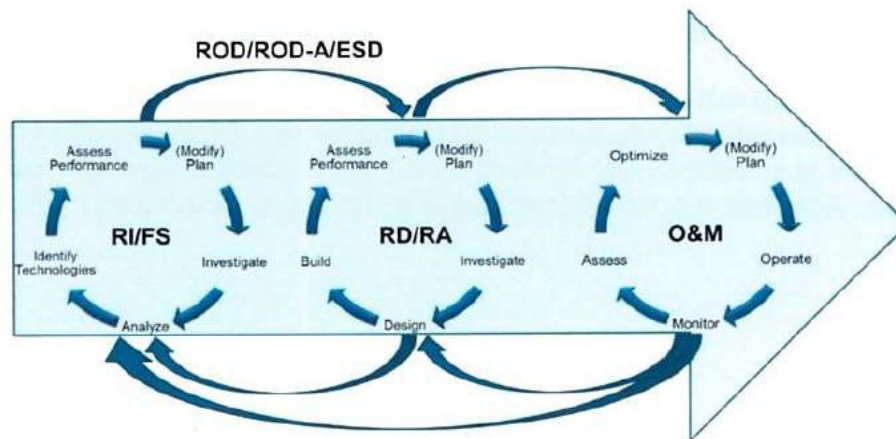 ROD/ROD-A/ESD
Assess
Performance
(Modify)
Plan
Investigate
Analyze
Identify
Technologies
RI/FS
Assess
Performance
(Modify)
Plan
Investigate
Design
Build
RD/RA
Optimize
(Modify)
Plan
Operate
Monitor
Assess
O&M